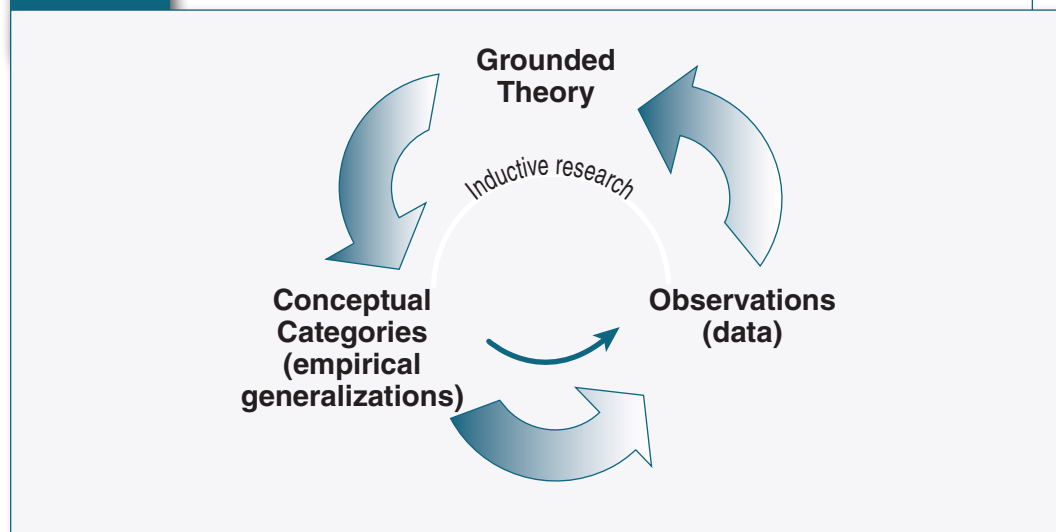 Grounded
Theory
Inductive research
Conceptual
Categories
(empirical
generalizations)
Observations
(data)